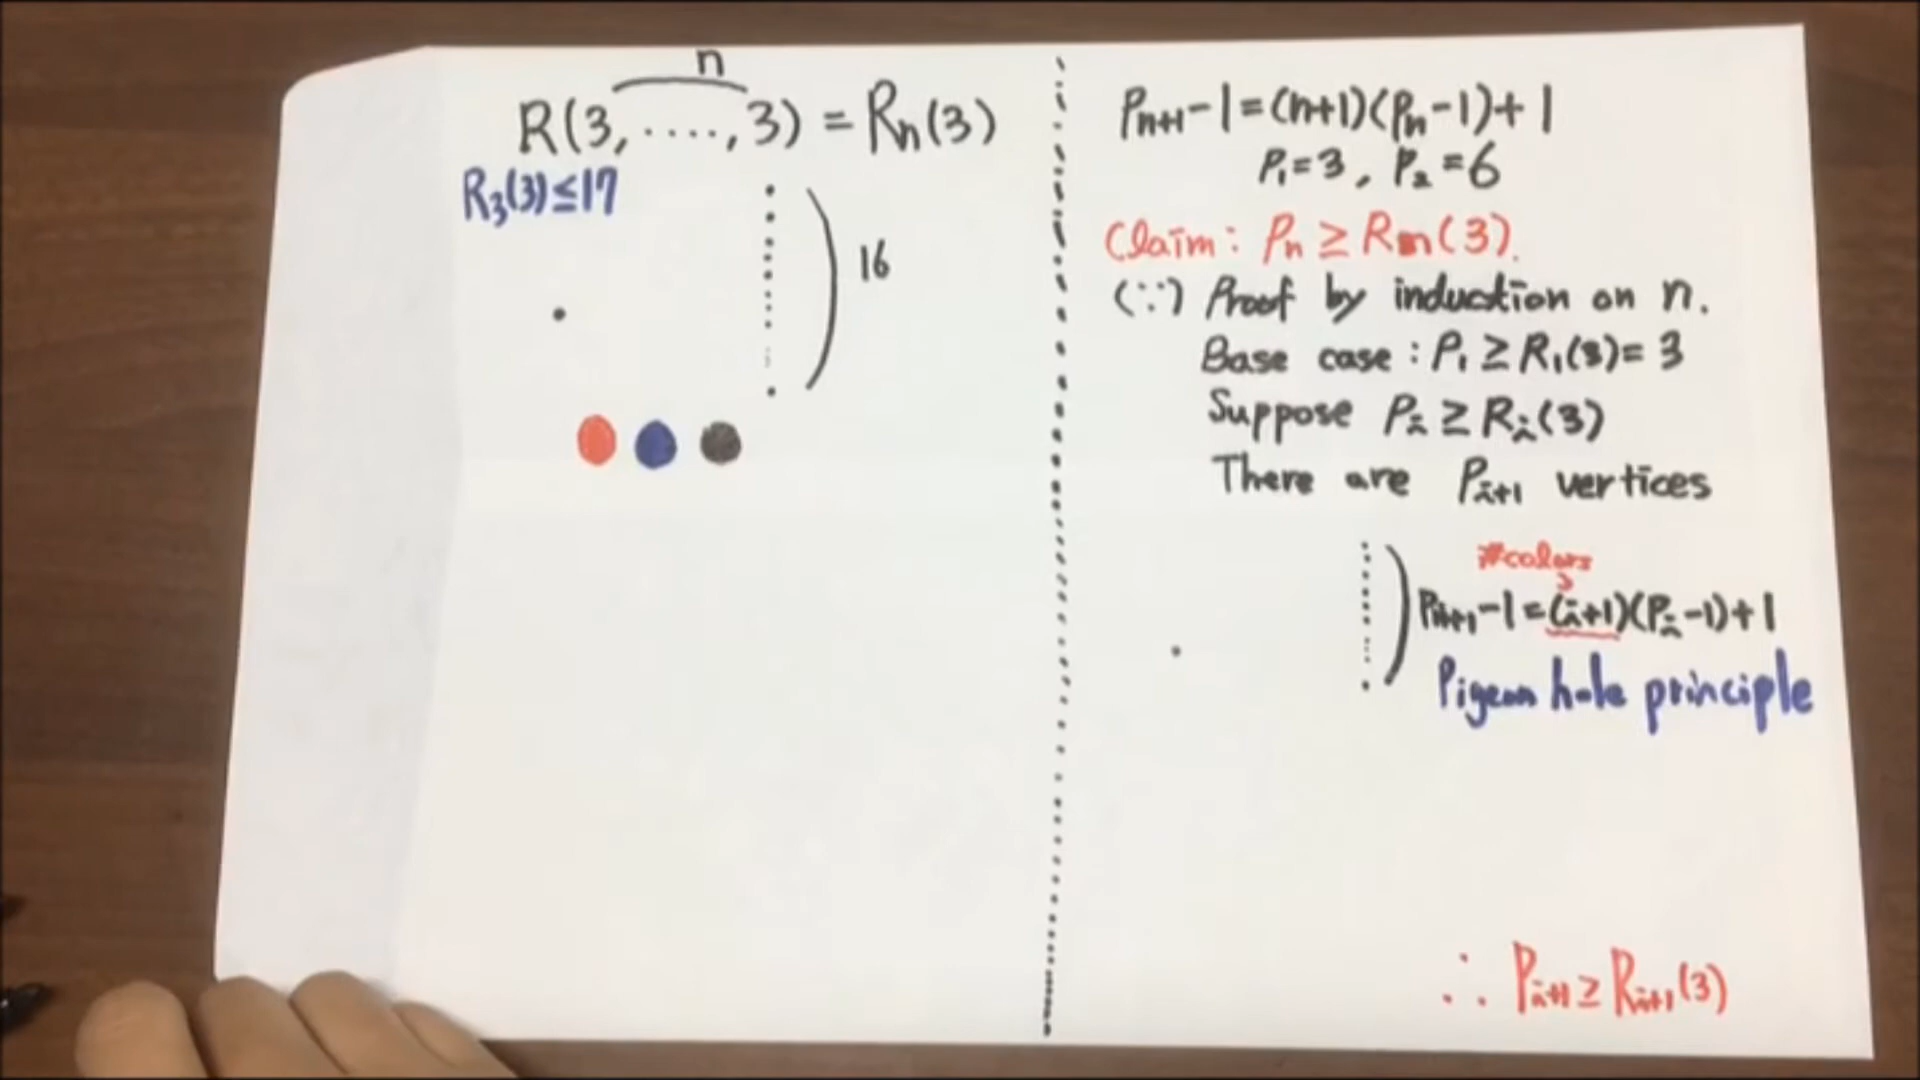 n
R(3, ...., 3) = Rn(3)
R3(3)≤17
16
Pn+1-1=(n+1)(Pn-1)+1
P1=3, P2=6
Claim: Pn ≥ Rn(3).
(∵) Proof by induction on n.
Base case: P1 ≥ R1(3)= 3
Suppose Pi ≥ Ri(3)
There are Pi+1 vertices
#colors
Pi+1-1=(i+1)(Pi-1)+1
Pigeon hole principle
∴ Pi+1 ≥ Ri+1(3)